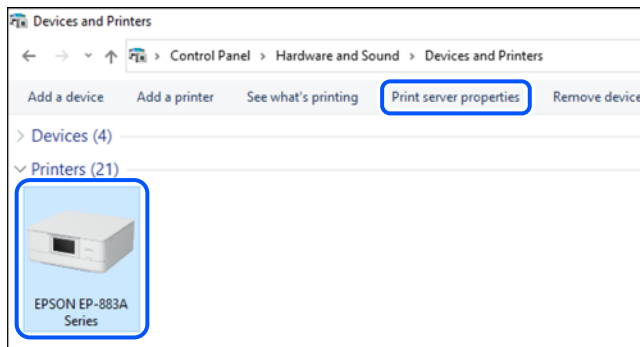 Devices and Printers
Control Panel > Hardware and Sound > Devices and Printers
Add a device Add a printer See what's printing Print server properties Remove device
Devices (4)
Printers (21)
EPSON EP-883A
Series